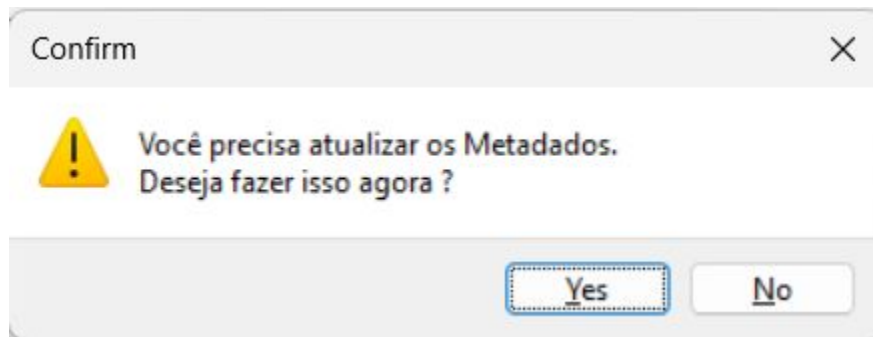 Confirm
Você precisa atualizar os Metadados.
Deseja fazer isso agora ?
Yes
No